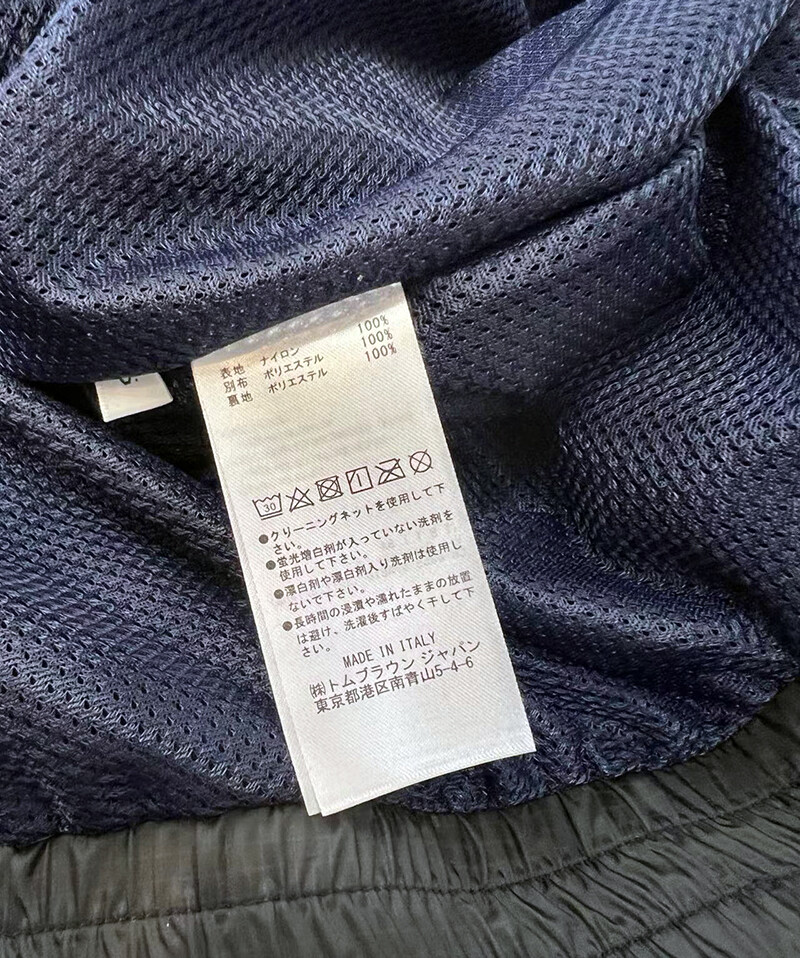 表地 ナイロン 100%
別布 ポリエステル 100%
裏地 ポリエステル 100%
30
●クリーニングネットを使用して下
さい。
●蛍光増白剤が入っていない洗剤を
使用して下さい。
●漂白剤や漂白剤入り洗剤は使用し
ないで下さい。
●長時間の浸漬や濡れたままの放置
は避け、洗濯後すばやく干して下
さい。
MADE IN ITALY
㈱トムブラウン ジャパン
東京都港区南青山5-4-6